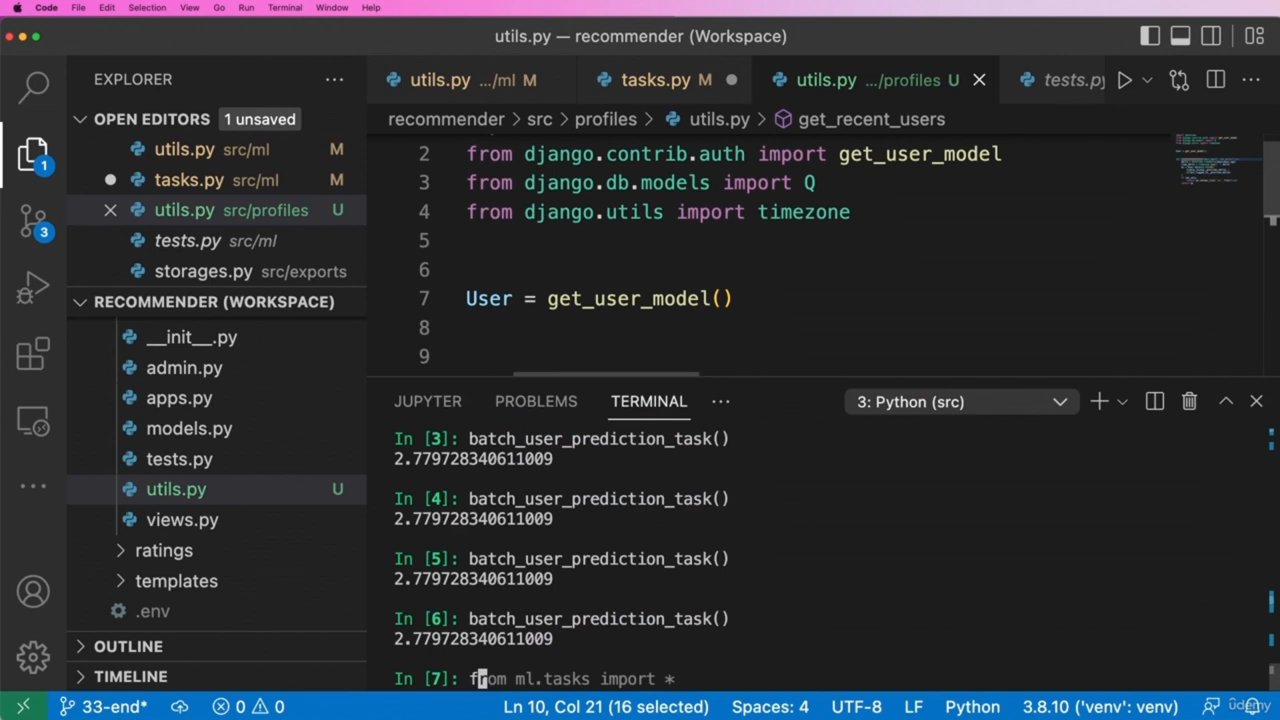 Code File Edit Selection View Go Run Terminal Window Help
utils.py — recommender (Workspace)
EXPLORER
utils.py .../ml M
tasks.py M
utils.py .../profiles U
tests.py
OPEN EDITORS 1 unsaved
recommender > src > profiles > utils.py > get_recent_users
utils.py src/ml M
tasks.py src/ml M
utils.py src/profiles U
tests.py src/ml
storages.py src/exports
RECOMMENDER (WORKSPACE)
__init__.py
admin.py
apps.py
models.py
tests.py
utils.py U
views.py
ratings
templates
.env
OUTLINE
TIMELINE
1
3
2 from django.contrib.auth import get_user_model
3 from django.db.models import Q
4 from django.utils import timezone
5
6
7 User = get_user_model()
8
9
JUPYTER PROBLEMS TERMINAL 3: Python (src)
In [3]: batch_user_prediction_task()
2.779728340611009
In [4]: batch_user_prediction_task()
2.779728340611009
In [5]: batch_user_prediction_task()
2.779728340611009
In [6]: batch_user_prediction_task()
2.779728340611009
In [7]: from ml.tasks import *
33-end* 0 0 Ln 10, Col 21 (16 selected) Spaces: 4 UTF-8 LF Python 3.8.10 ('venv': venv)
udemy